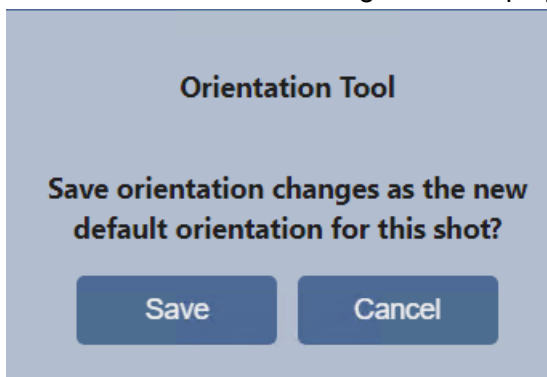 Orientation Tool
Save orientation changes as the new
default orientation for this shot?
Save Cancel